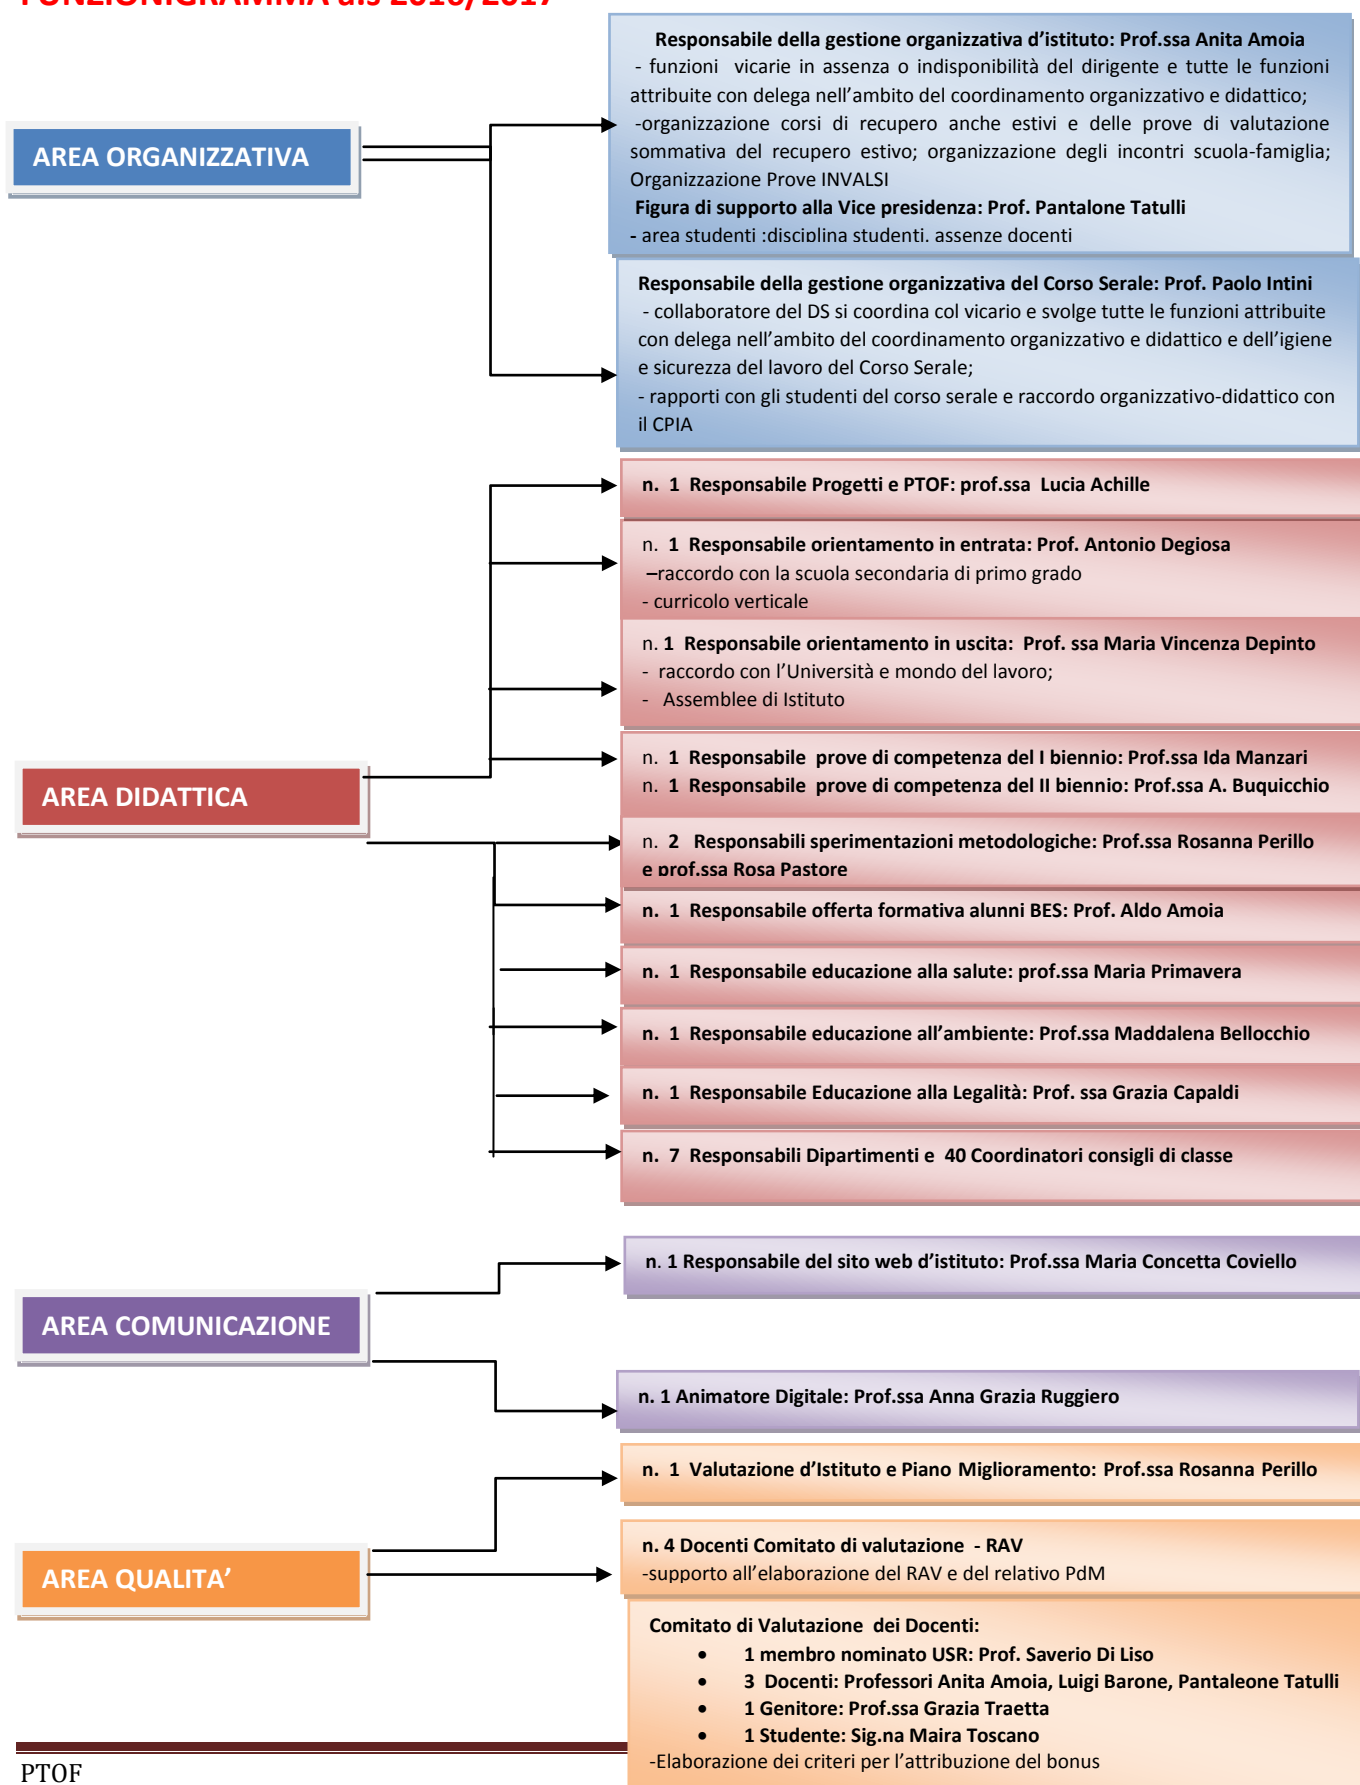 FUNZIONIGRAMMA a.s 2016/2017
AREA ORGANIZZATIVA
Responsabile della gestione organizzativa d’istituto: Prof.ssa Anita Amoia
- funzioni vicarie in assenza o indisponibilità del dirigente e tutte le funzioni
attribuite con delega nell’ambito del coordinamento organizzativo e didattico;
-organizzazione corsi di recupero anche estivi e delle prove di valutazione
sommativa del recupero estivo; organizzazione degli incontri scuola-famiglia;
Organizzazione Prove INVALSI
Figura di supporto alla Vice presidenza: Prof. Pantalone Tatulli
- area studenti :disciplina studenti, assenze docenti
Responsabile della gestione organizzativa del Corso Serale: Prof. Paolo Intini
- collaboratore del DS si coordina col vicario e svolge tutte le funzioni attribuite
con delega nell’ambito del coordinamento organizzativo e didattico e dell’igiene
e sicurezza del lavoro del Corso Serale;
- rapporti con gli studenti del corso serale e raccordo organizzativo-didattico con
il CPIA
AREA DIDATTICA
n. 1 Responsabile Progetti e PTOF: prof.ssa Lucia Achille
n. 1 Responsabile orientamento in entrata: Prof. Antonio Degiosa
–raccordo con la scuola secondaria di primo grado
- curricolo verticale
n. 1 Responsabile orientamento in uscita: Prof. ssa Maria Vincenza Depinto
- raccordo con l’Università e mondo del lavoro;
- Assemblee di Istituto
n. 1 Responsabile prove di competenza del I biennio: Prof.ssa Ida Manzari
n. 1 Responsabile prove di competenza del II biennio: Prof.ssa A. Buquicchio
n. 2 Responsabili sperimentazioni metodologiche: Prof.ssa Rosanna Perillo
e prof.ssa Rosa Pastore
n. 1 Responsabile offerta formativa alunni BES: Prof. Aldo Amoia
n. 1 Responsabile educazione alla salute: prof.ssa Maria Primavera
n. 1 Responsabile educazione all’ambiente: Prof.ssa Maddalena Bellocchio
n. 1 Responsabile Educazione alla Legalità: Prof. ssa Grazia Capaldi
n. 7 Responsabili Dipartimenti e 40 Coordinatori consigli di classe
AREA COMUNICAZIONE
n. 1 Responsabile del sito web d’istituto: Prof.ssa Maria Concetta Coviello
n. 1 Animatore Digitale: Prof.ssa Anna Grazia Ruggiero
AREA QUALITA’
n. 1 Valutazione d’Istituto e Piano Miglioramento: Prof.ssa Rosanna Perillo
n. 4 Docenti Comitato di valutazione - RAV
-supporto all’elaborazione del RAV e del relativo PdM
Comitato di Valutazione dei Docenti:
• 1 membro nominato USR: Prof. Saverio Di Liso
• 3 Docenti: Professori Anita Amoia, Luigi Barone, Pantaleone Tatulli
• 1 Genitore: Prof.ssa Grazia Traetta
• 1 Studente: Sig.na Maira Toscano
-Elaborazione dei criteri per l’attribuzione del bonus
PTOF